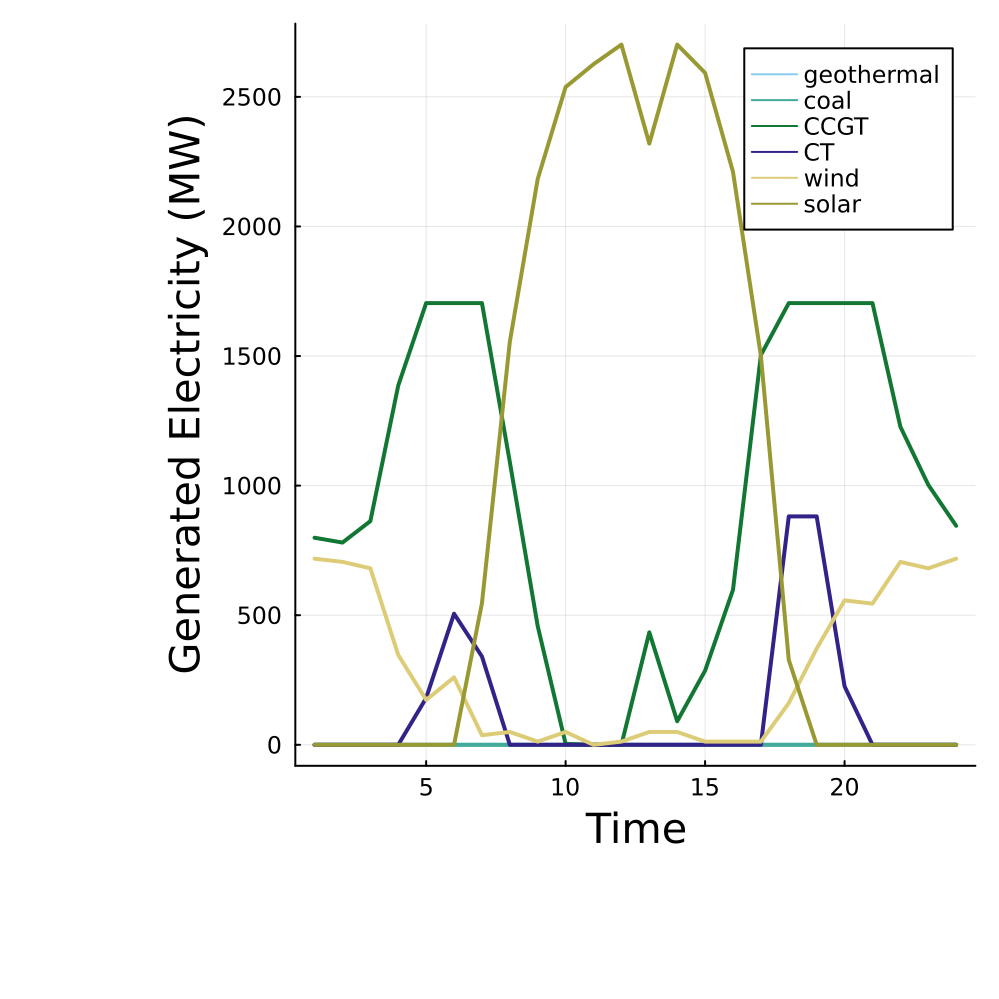 Generated Electricity (MW)
2500
2000
1500
1000
500
0
5 10 15 20
Time
geothermal
coal
CCGT
CT
wind
solar